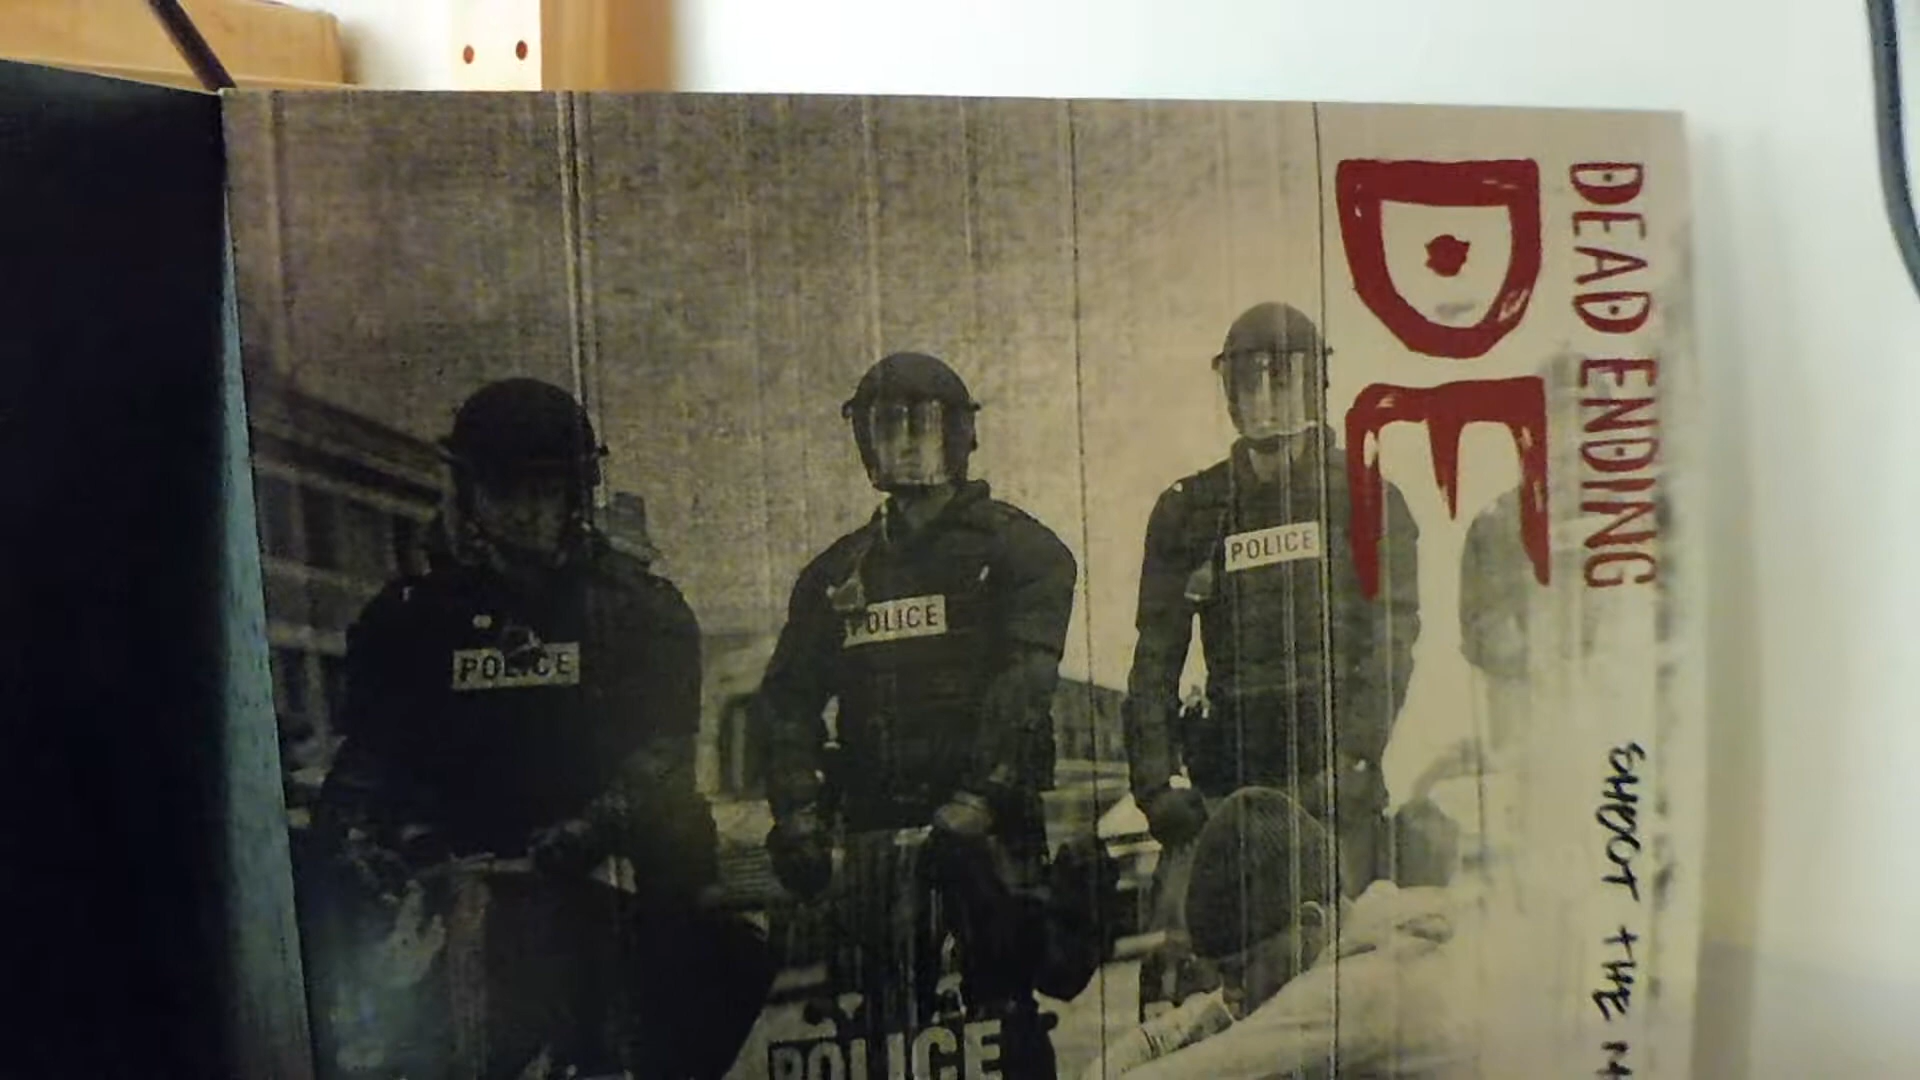 DE
DEAD ENDING
SHOOT THE
POLICE
POLICE
POLICE
POLICE